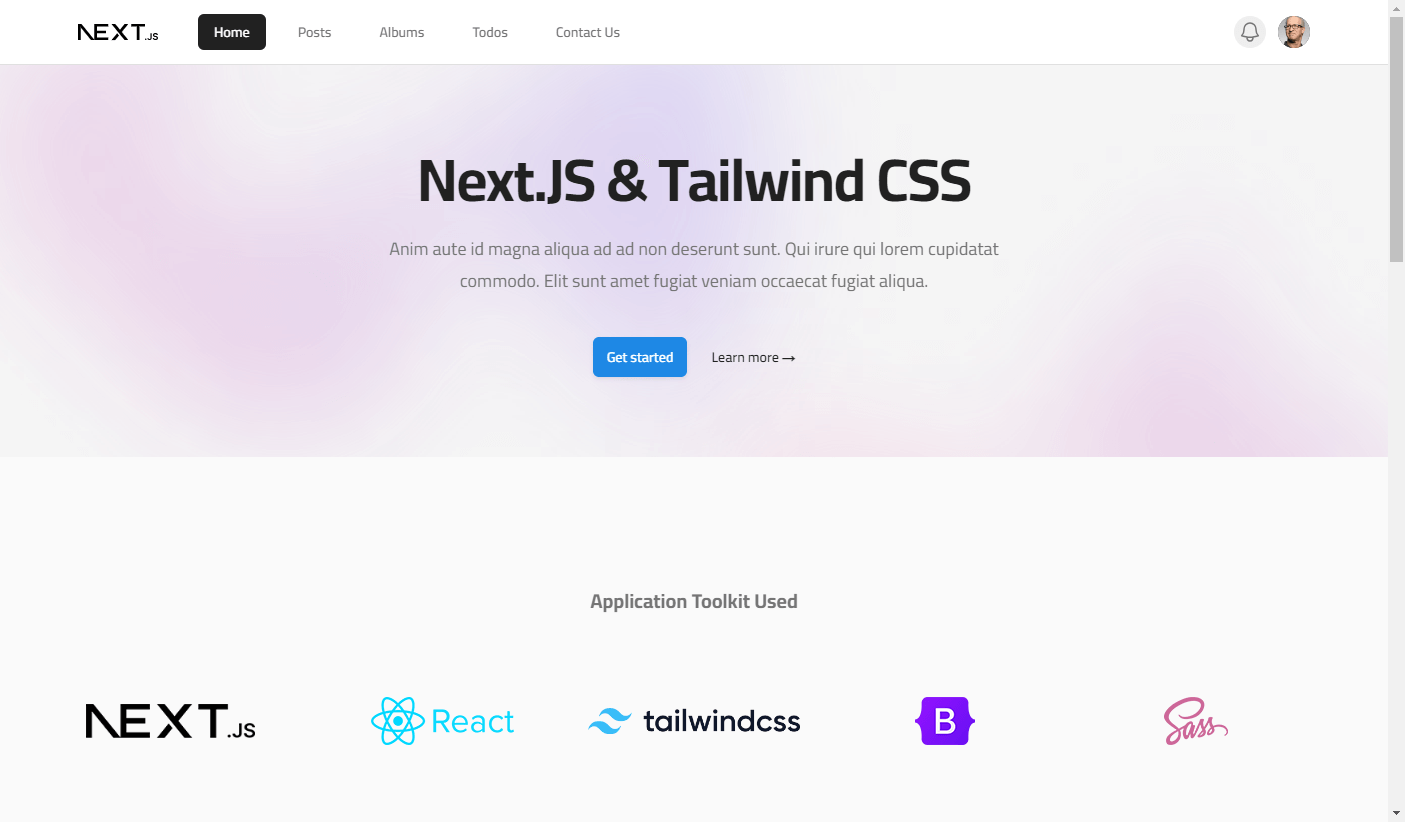 NEXT.JS
Home
Posts
Albums
Todos
Contact Us
Next.JS & Tailwind CSS
Anim aute id magna aliqua ad ad non deserunt sunt. Qui irure qui lorem cupidatat
commodo. Elit sunt amet fugiat veniam occaecat fugiat aliqua.
Get started
Learn more →
Application Toolkit Used
NEXT.JS
React
tailwindcss
B
Sass